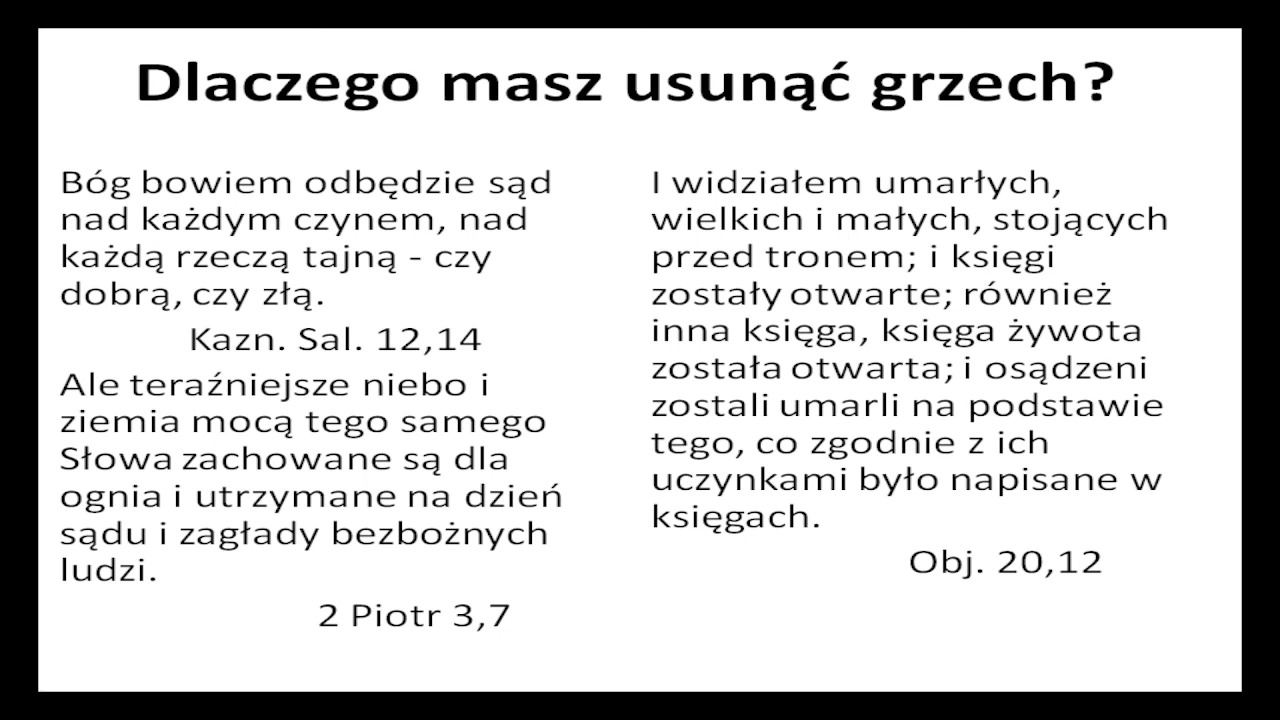 Dlaczego masz usunąć grzech?
Bóg bowiem odbędzie sąd
nad każdym czynem, nad
każdą rzeczą tajną - czy
dobrą, czy złą.
Kazn. Sal. 12,14
Ale teraźniejsze niebo i
ziemia mocą tego samego
Słowa zachowane są dla
ognia i utrzymane na dzień
sądu i zagłady bezbożnych
ludzi.
2 Piotr 3,7
I widziałem umarłych,
wielkich i małych, stojących
przed tronem; i księgi
zostały otwarte; również
inna księga, księga żywota
została otwarta; i osądzeni
zostali umarli na podstawie
tego, co zgodnie z ich
uczynkami było napisane w
księgach.
Obj. 20,12